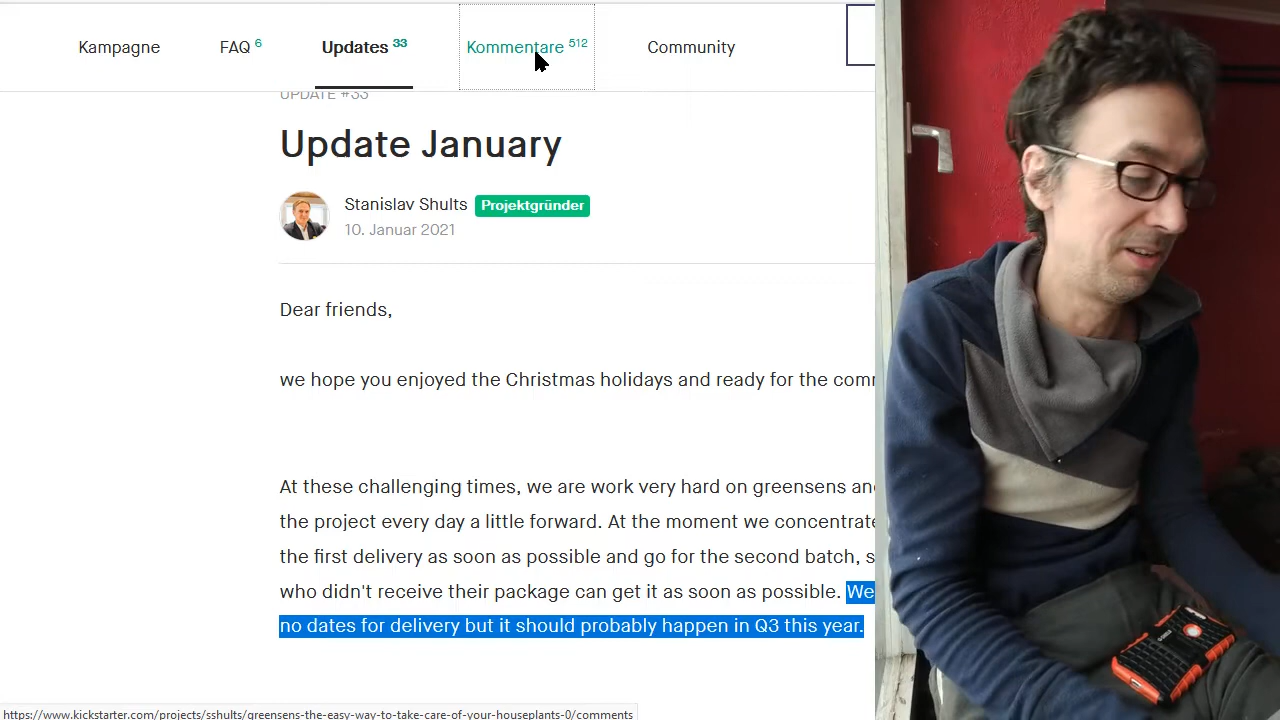 Kampagne FAQ 6 Updates 33 Kommentare 512 Community
UPDATE #33
Update January
Stanislav Shults Projektgründer
10. Januar 2021
Dear friends,
we hope you enjoyed the Christmas holidays and ready for the
At these challenging times, we are work very hard on greensens
the project every day a little forward. At the moment we
the first delivery as soon as possible and go for the second batch,
who didn't receive their package can get it as soon as possible. We
no dates for delivery but it should probably happen in Q3 this year.
https://www.kickstarter.com/projects/sshults/greensens-the-easy-way-to-take-care-of-your-houseplants-0/comments